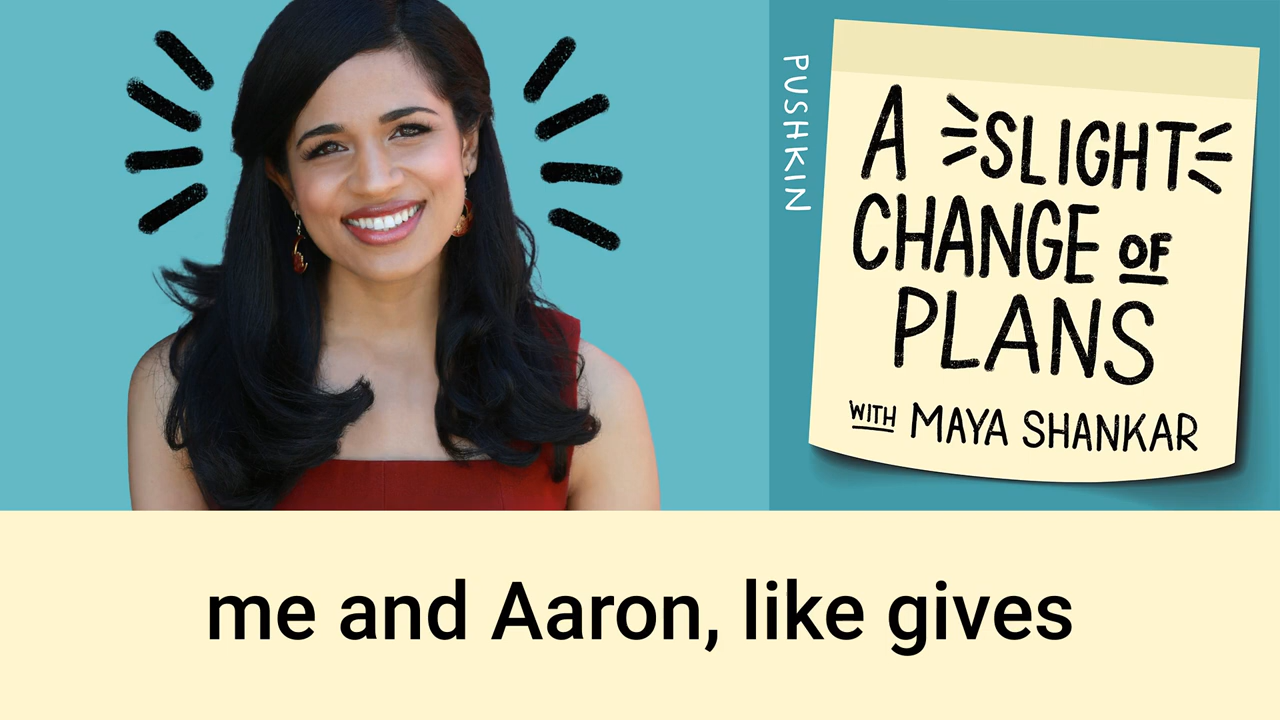 PUSHKIN
A SLIGHT
CHANGE OF
PLANS
WITH MAYA SHANKAR
me and Aaron, like gives